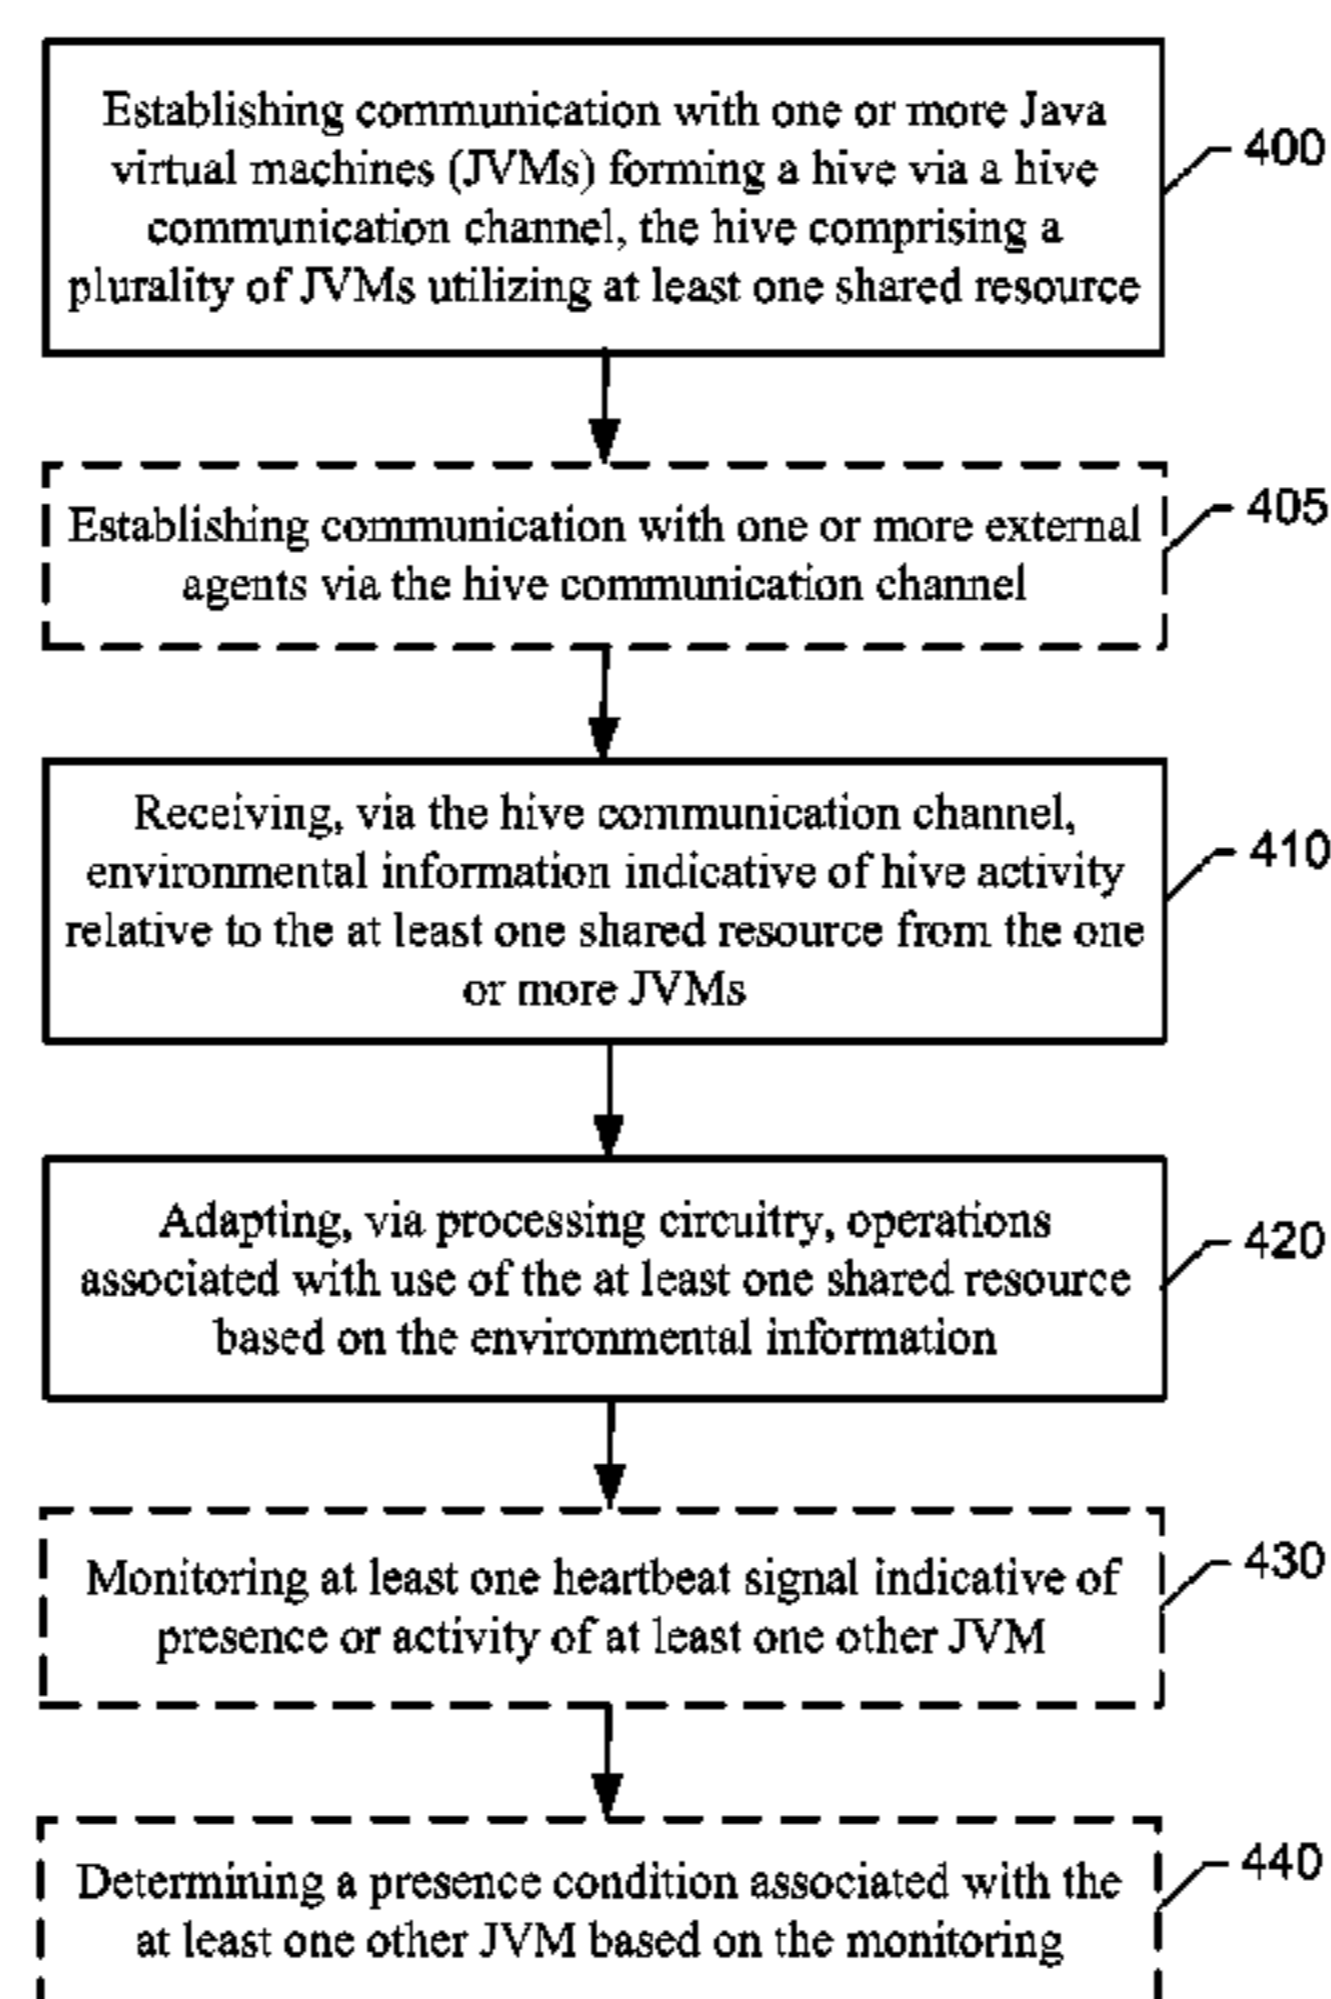 Establishing communication with one or more Java
virtual machines (JVMs) forming a hive via a hive
communication channel, the hive comprising a
plurality of JVMs utilizing at least one shared resource
400
Establishing communication with one or more external
agents via the hive communication channel
405
Receiving, via the hive communication channel,
environmental information indicative of hive activity
relative to the at least one shared resource from the one
or more JVMs
410
Adapting, via processing circuitry, operations
associated with use of the at least one shared resource
based on the environmental information
420
Monitoring at least one heartbeat signal indicative of
presence or activity of at least one other JVM
430
Determining a presence condition associated with the
at least one other JVM based on the monitoring
440